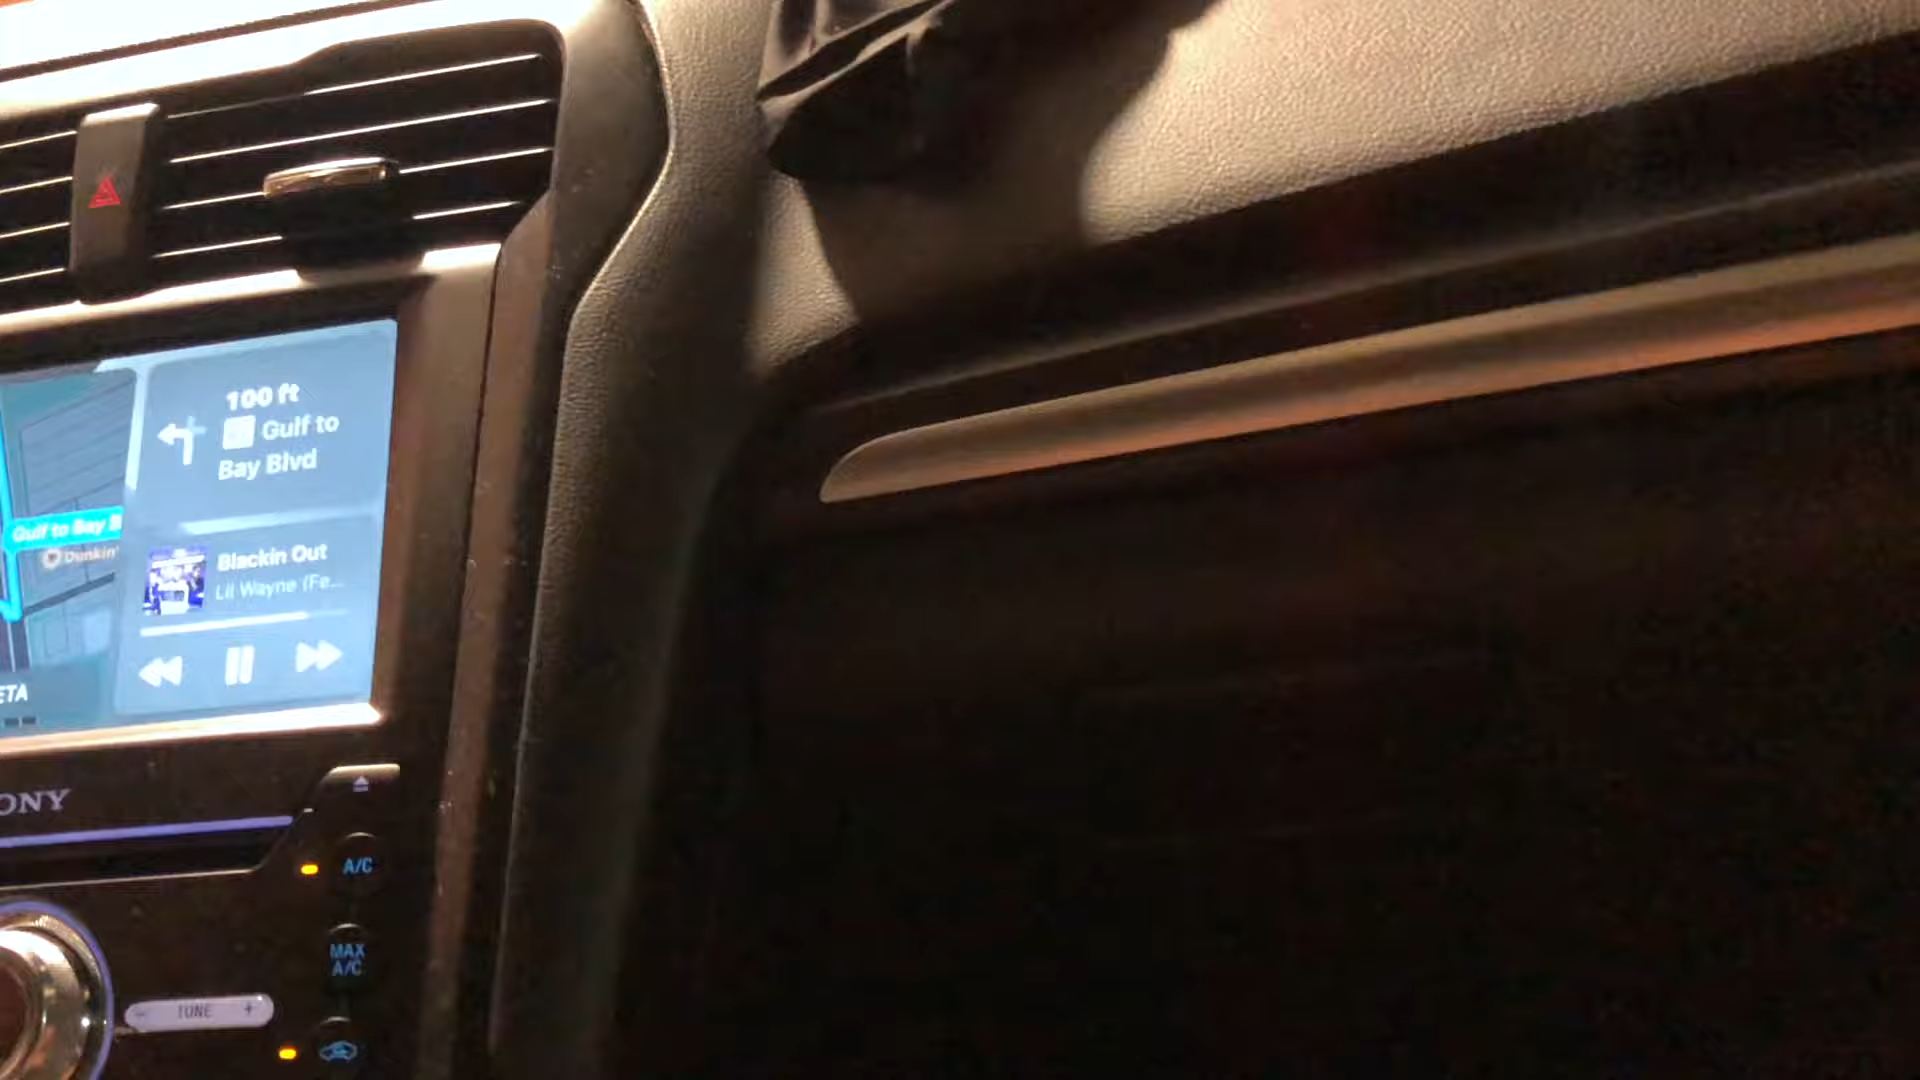 100 ft
Gulf to
Bay Blvd
Gulf to Bay B
Dunkin'
Blackin Out
Lil Wayne (Fe...
ETA
ONY
A/C
MAX
A/C
- TUNE +